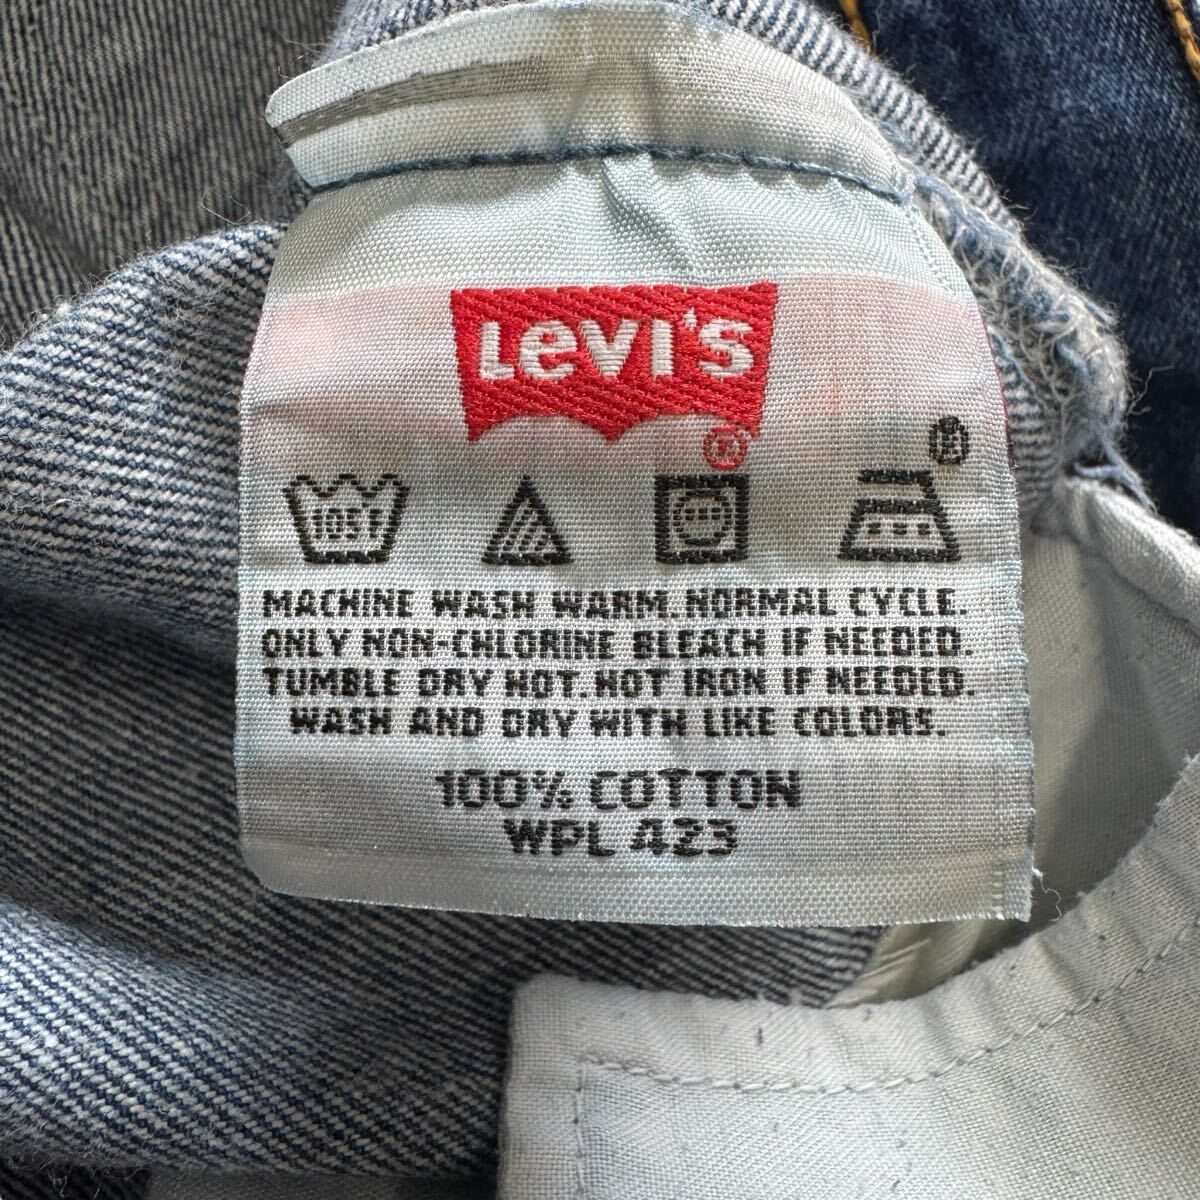 LEVI'S
®
®
105F
MACHINE WASH WARM. NORMAL CYCLE.
ONLY NON-CHLORINE BLEACH IF NEEDED.
TUMBLE DRY HOT. HOT IRON IF NEEDED.
WASH AND DRY WITH LIKE COLORS.
100% COTTON
WPL 423